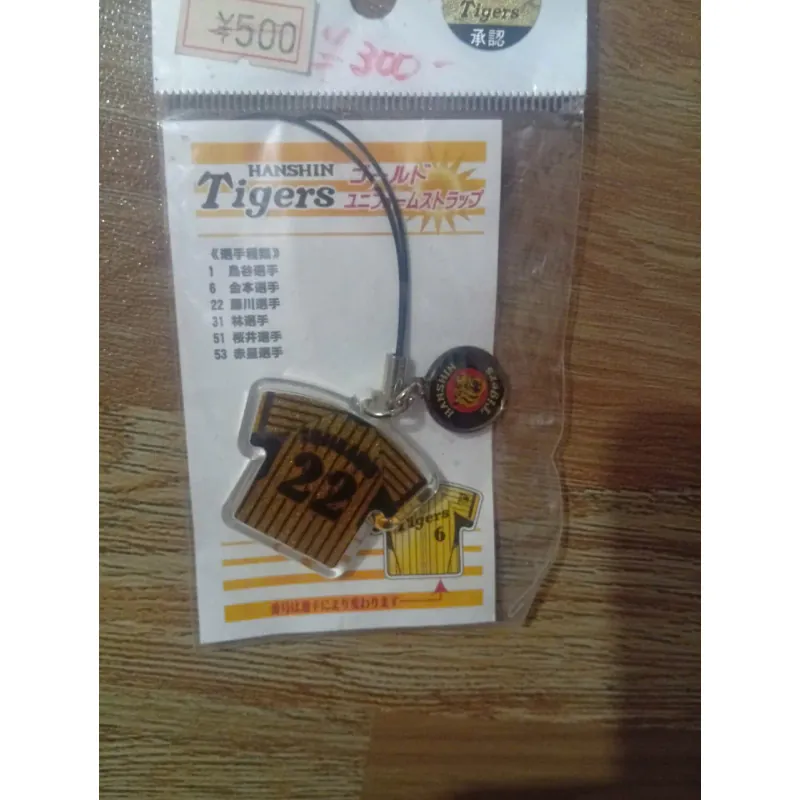 Tigers
承認
¥500
¥300-
HANSHIN
Tigers
ゴールド
ユニフォームストラップ
《選手種類》
1 鳥谷選手
6 金本選手
22 藤川選手
31 林選手
51 桜井選手
53 赤星選手
HANSHIN
Tigers
22
Tigers
6
番号は選手により変わります